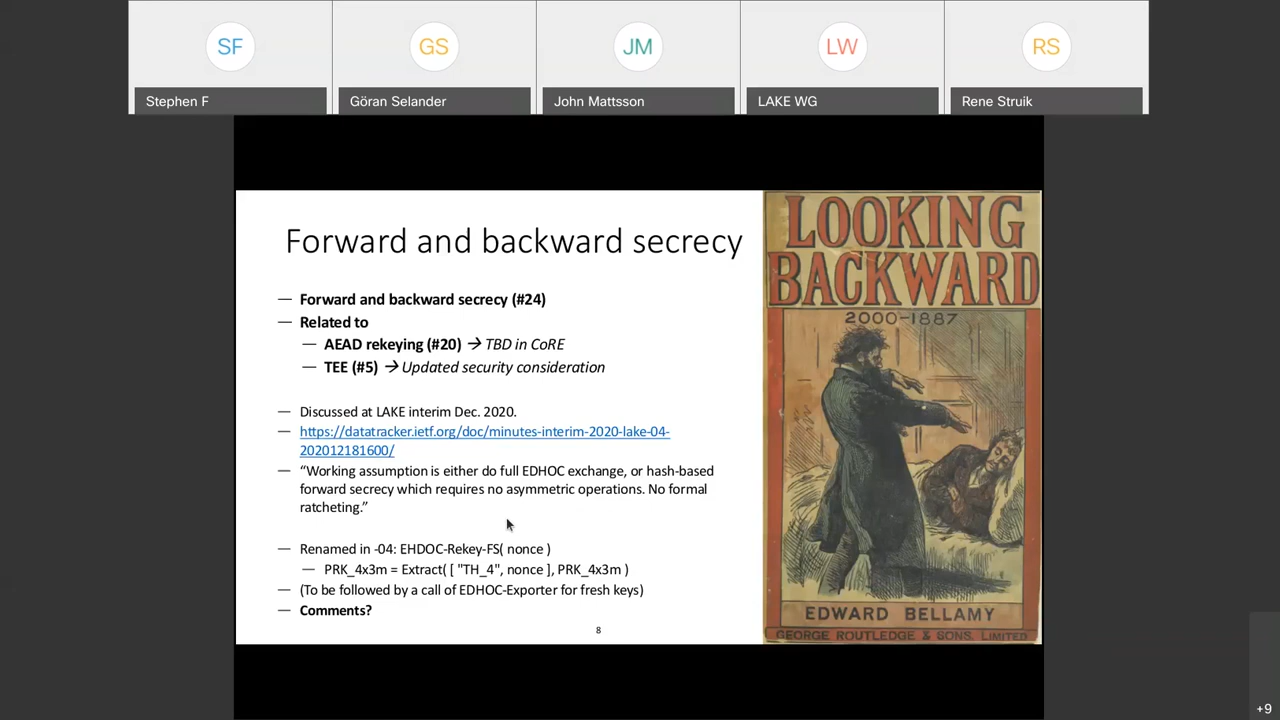 SF
GS
JM
LW
RS
Stephen F
Göran Selander
John Mattsson
LAKE WG
Rene Struik
Forward and backward secrecy
— Forward and backward secrecy (#24)
— Related to
— AEAD rekeying (#20) → TBD in CoRE
— TEE (#5) → Updated security consideration
— Discussed at LAKE interim Dec. 2020.
— https://datatracker.ietf.org/doc/minutes-interim-2020-lake-04-
202012181600/
— “Working assumption is either do full EDHOC exchange, or hash-based
forward secrecy which requires no asymmetric operations. No formal
ratcheting.”
— Renamed in -04: EHDOC-Rekey-FS( nonce )
— PRK_4x3m = Extract( [ "TH_4", nonce ], PRK_4x3m )
— (To be followed by a call of EDHOC-Exporter for fresh keys)
— Comments?
8
LOOKING
BACKWARD
2000-1887
EDWARD BELLAMY
GEORGE ROUTLEDGE & SONS, LIMITED
+9